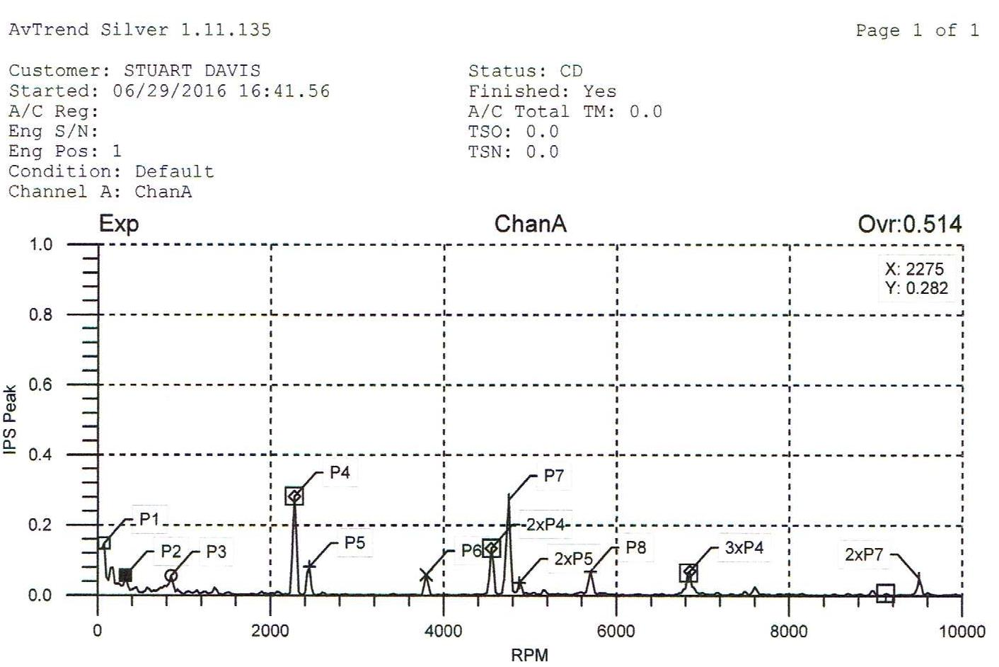 AvTrend Silver 1.11.135 Page 1 of 1
Customer: STUART DAVIS Status: CD
Started: 06/29/2016 16:41.56 Finished: Yes
A/C Reg: A/C Total TM: 0.0
Eng S/N: TSO: 0.0
Eng Pos: 1 TSN: 0.0
Condition: Default
Channel A: ChanA
Exp ChanA Ovr:0.514
X: 2275
Y: 0.282
1.0
0.8
0.6
0.4
0.2
0.0
IPS Peak
P1
P2
P3
P4
P5
P6
P7
2xP4
2xP5
P8
3xP4
2xP7
0 2000 4000 6000 8000 10000
RPM